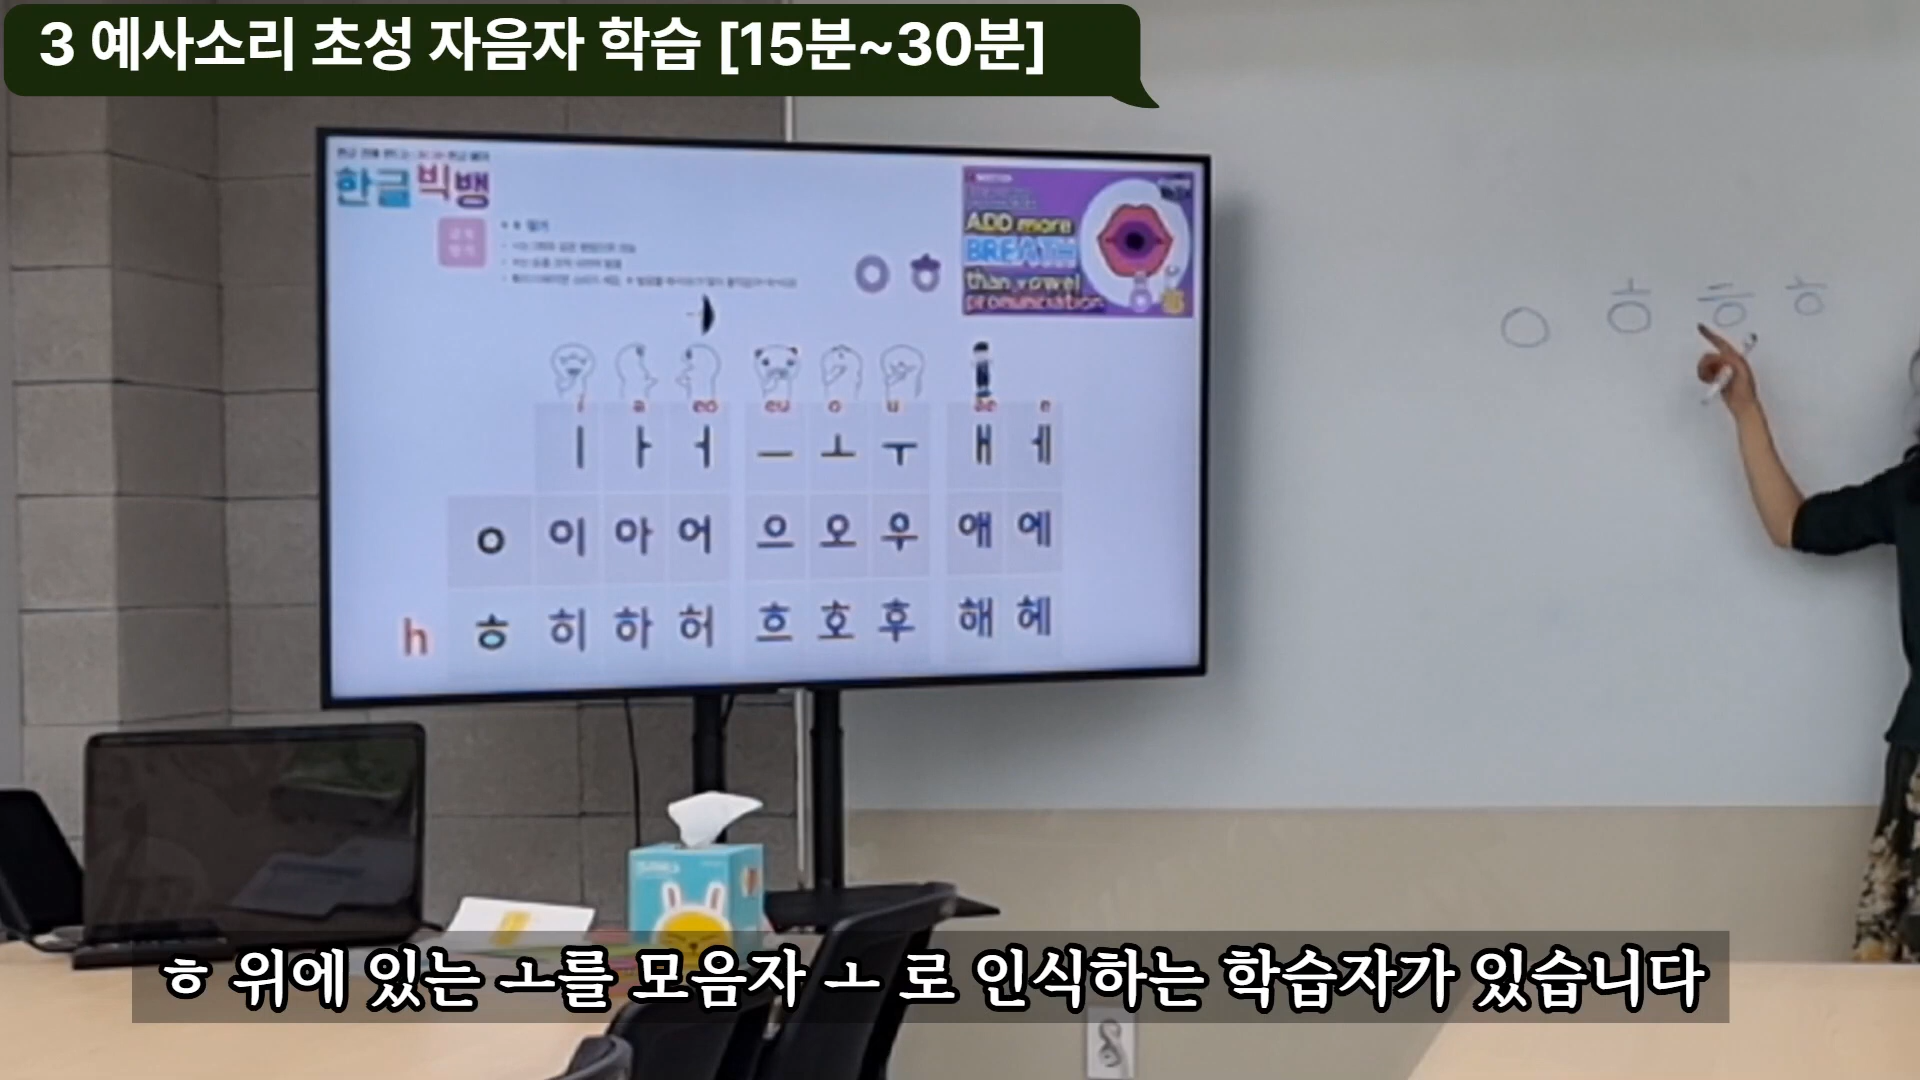 3 예사소리 초성 자음자 학습 [15분~30분]
한글빅뱅
ADD more
BREATH
than vowel
pronunciation
i a eo eu o u ae e
ㅣ ㅏ ㅓ ㅡ ㅗ ㅜ ㅐ ㅔ
ㅇ 이 아 어 으 오 우 애 에
h ㅎ 히 하 허 흐 호 후 해 헤
ㅇ ㅎ ㅎ ㅎ
ㅎ 위에 있는 ㅗ를 모음자 ㅗ 로 인식하는 학습자가 있습니다